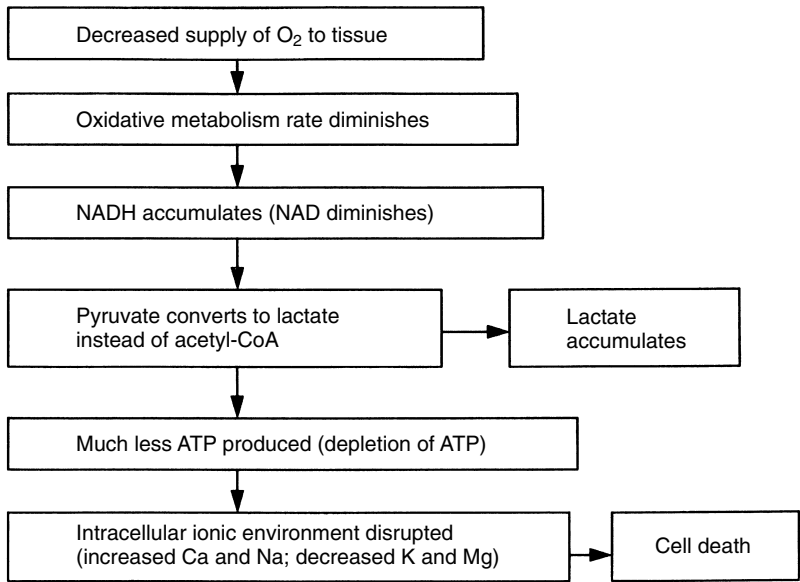 Decreased supply of O₂ to tissue
Oxidative metabolism rate diminishes
NADH accumulates (NAD diminishes)
Pyruvate converts to lactate
instead of acetyl-CoA
Lactate
accumulates
Much less ATP produced (depletion of ATP)
Intracellular ionic environment disrupted
(increased Ca and Na; decreased K and Mg)
Cell death